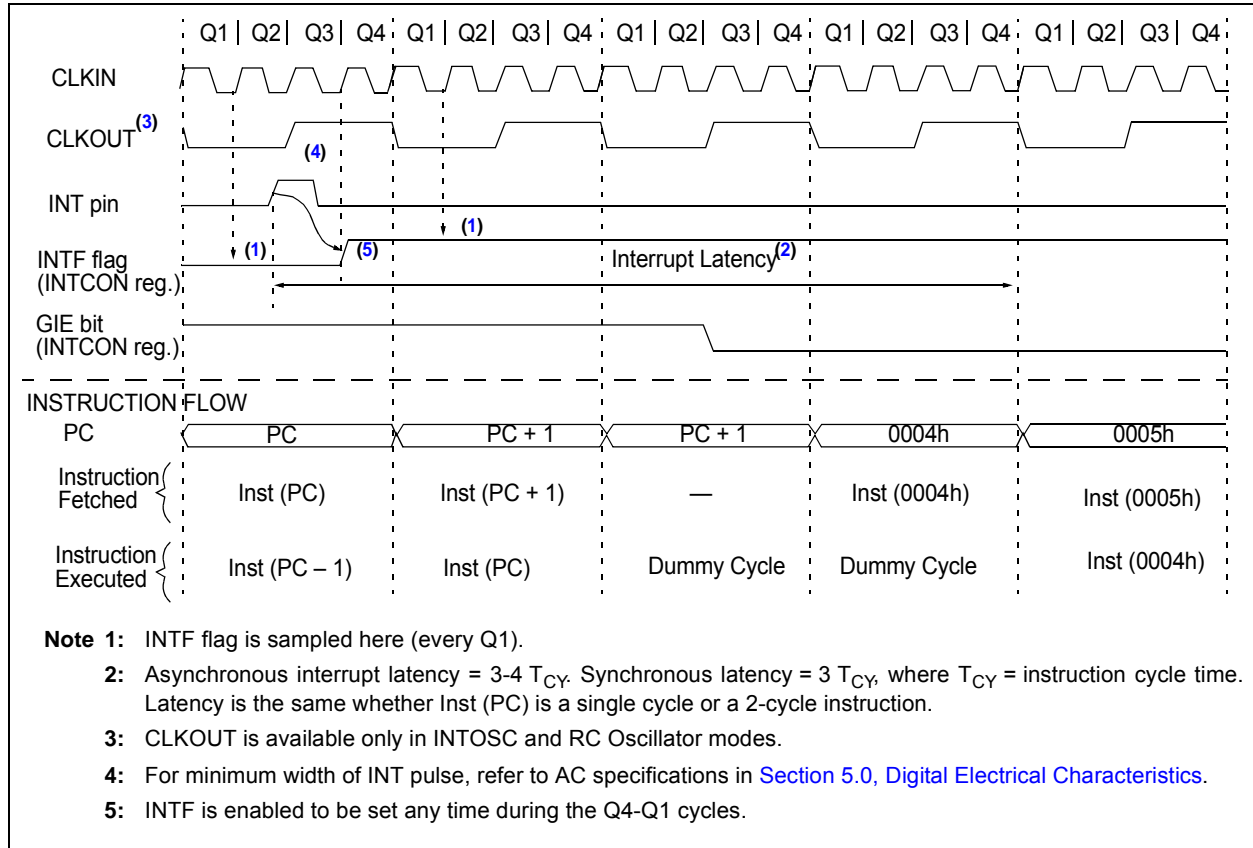 Q1 | Q2 | Q3 | Q4 Q1 | Q2 | Q3 | Q4 Q1 | Q2 | Q3 | Q4 Q1 | Q2 | Q3 | Q4 Q1 | Q2 | Q3 | Q4
CLKIN
CLKOUT(3)
(4)
INT pin
(1)
(1) (5)
INTF flag
(INTCON reg.)
Interrupt Latency(2)
GIE bit
(INTCON reg.)
INSTRUCTION FLOW
PC PC PC + 1 PC + 1 0004h 0005h
Instruction
Fetched
Inst (PC) Inst (PC + 1) — Inst (0004h) Inst (0005h)
Instruction
Executed
Inst (PC – 1) Inst (PC) Dummy Cycle Dummy Cycle Inst (0004h)
Note 1: INTF flag is sampled here (every Q1).
2: Asynchronous interrupt latency = 3-4 TCY. Synchronous latency = 3 TCY, where TCY = instruction cycle time.
Latency is the same whether Inst (PC) is a single cycle or a 2-cycle instruction.
3: CLKOUT is available only in INTOSC and RC Oscillator modes.
4: For minimum width of INT pulse, refer to AC specifications in Section 5.0, Digital Electrical Characteristics.
5: INTF is enabled to be set any time during the Q4-Q1 cycles.